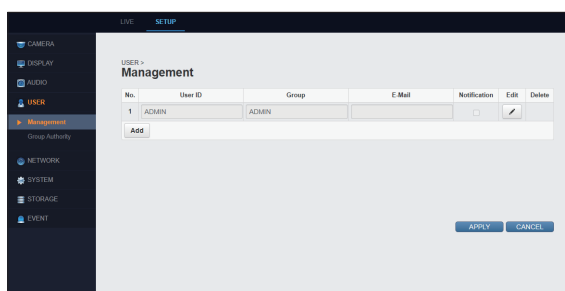 LIVE SETUP
CAMERA
DISPLAY
AUDIO
USER
Management
Group Authority
NETWORK
SYSTEM
STORAGE
EVENT
USER >
Management
No. User ID Group E-Mail Notification Edit Delete
1 ADMIN ADMIN
Add
APPLY CANCEL